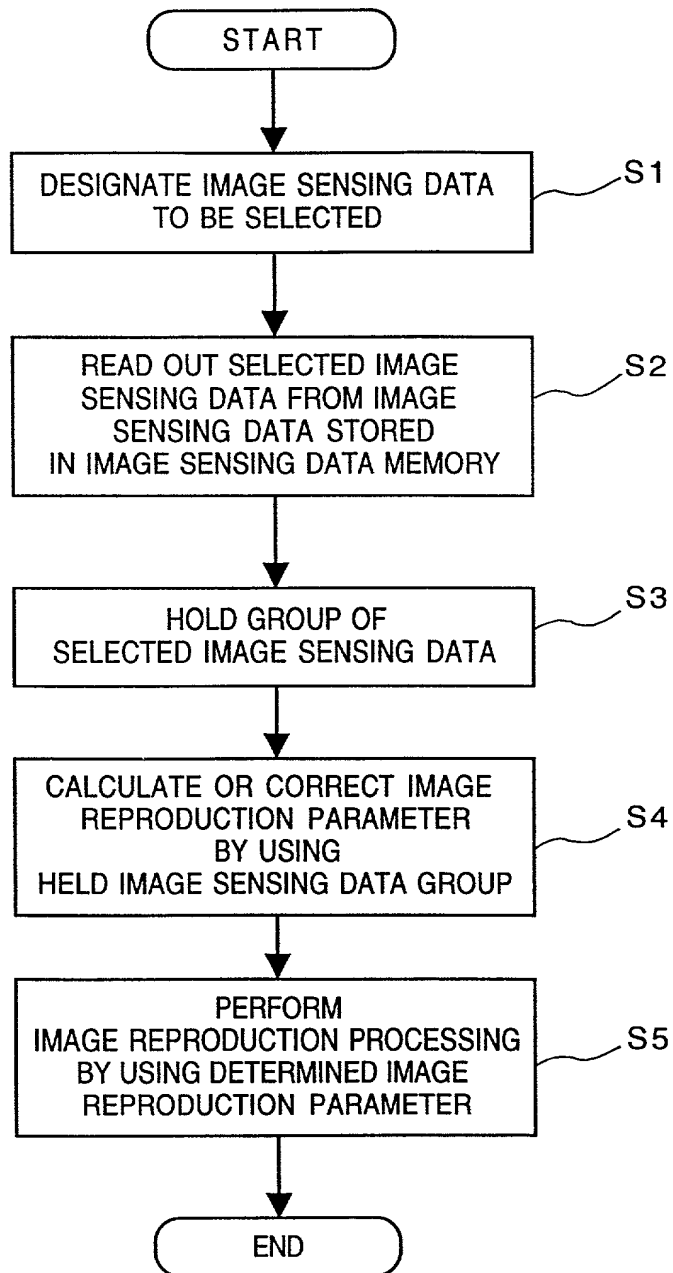 START
DESIGNATE IMAGE SENSING DATA
TO BE SELECTED
S1
READ OUT SELECTED IMAGE
SENSING DATA FROM IMAGE
SENSING DATA STORED
IN IMAGE SENSING DATA MEMORY
S2
HOLD GROUP OF
SELECTED IMAGE SENSING DATA
S3
CALCULATE OR CORRECT IMAGE
REPRODUCTION PARAMETER
BY USING
HELD IMAGE SENSING DATA GROUP
S4
PERFORM
IMAGE REPRODUCTION PROCESSING
BY USING DETERMINED IMAGE
REPRODUCTION PARAMETER
S5
END